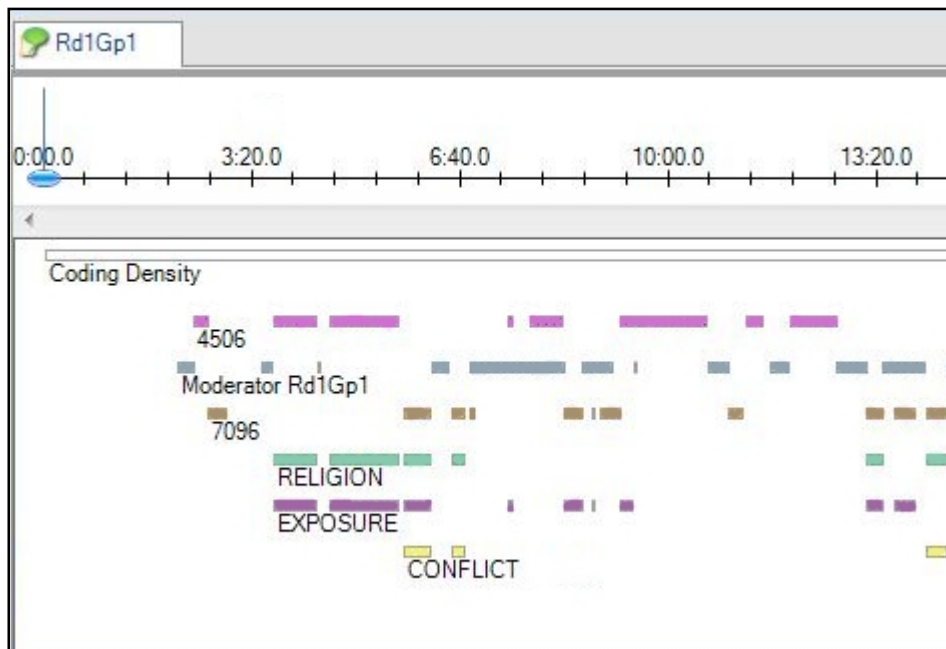 Rd1Gp1
0:00.0 3:20.0 6:40.0 10:00.0 13:20.0
Coding Density
4506
Moderator Rd1Gp1
7096
RELIGION
EXPOSURE
CONFLICT